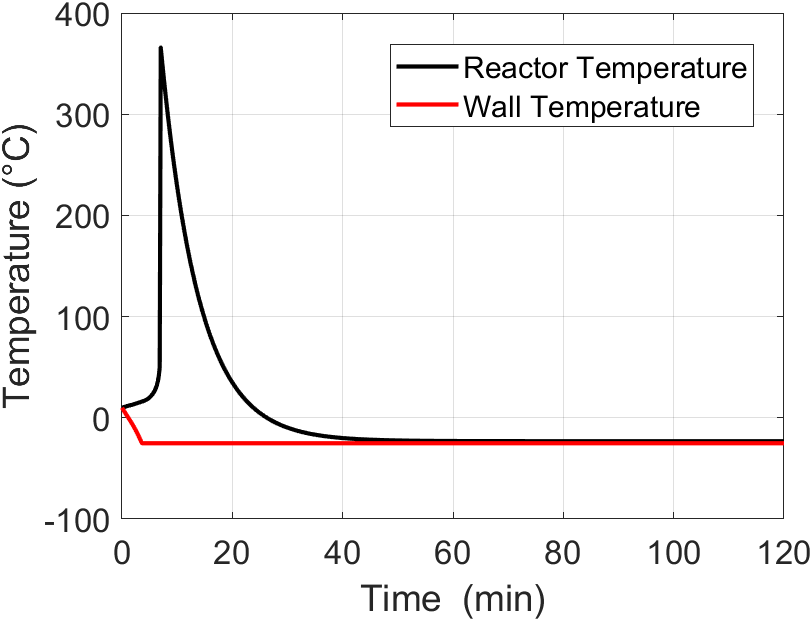 400
300
200
100
0
-100
Temperature (°C)
Reactor Temperature
Wall Temperature
0 20 40 60 80 100 120
Time (min)